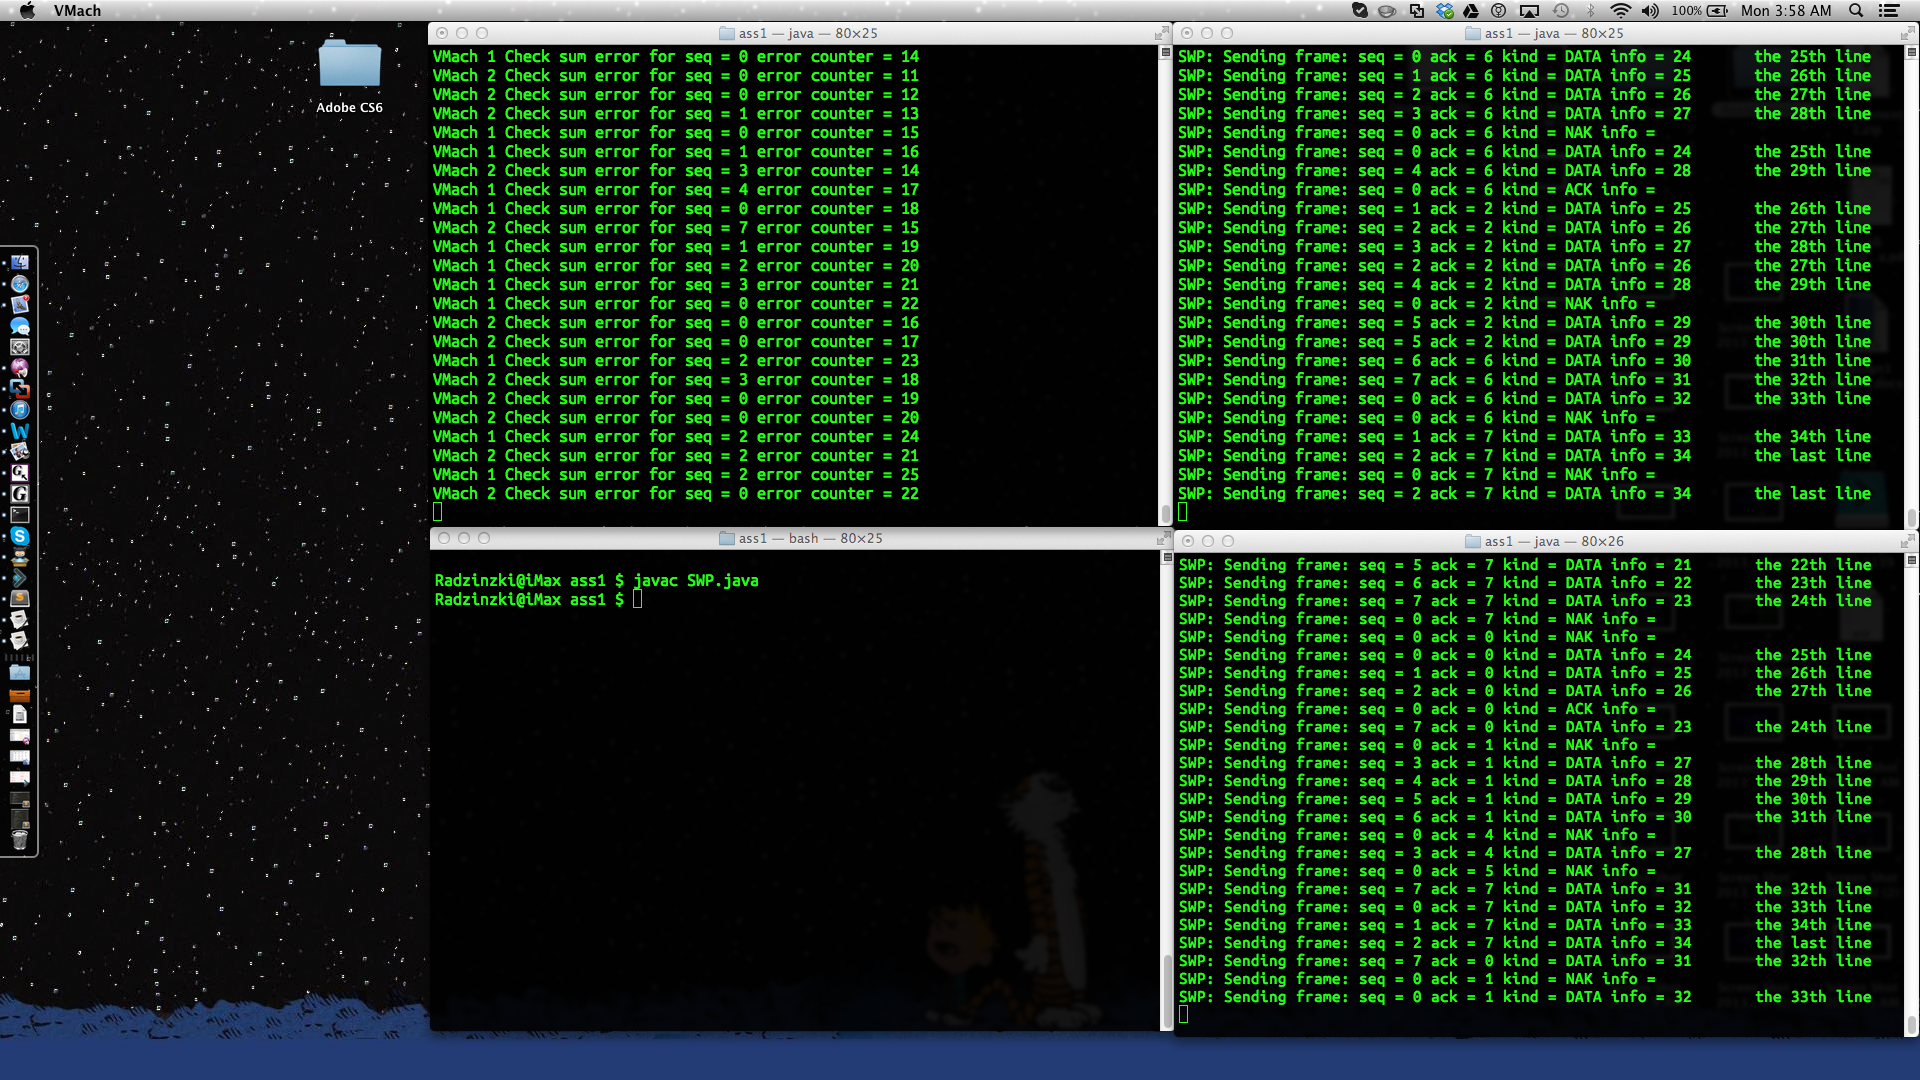 VMach
100%
Mon 3:58 AM
Adobe CS6
ass1 — java — 80×25
VMach 1 Check sum error for seq = 0 error counter = 14
VMach 2 Check sum error for seq = 0 error counter = 11
VMach 2 Check sum error for seq = 0 error counter = 12
VMach 2 Check sum error for seq = 1 error counter = 13
VMach 1 Check sum error for seq = 0 error counter = 15
VMach 1 Check sum error for seq = 1 error counter = 16
VMach 2 Check sum error for seq = 3 error counter = 14
VMach 1 Check sum error for seq = 4 error counter = 17
VMach 1 Check sum error for seq = 0 error counter = 18
VMach 2 Check sum error for seq = 7 error counter = 15
VMach 1 Check sum error for seq = 1 error counter = 19
VMach 1 Check sum error for seq = 2 error counter = 20
VMach 1 Check sum error for seq = 3 error counter = 21
VMach 1 Check sum error for seq = 0 error counter = 22
VMach 2 Check sum error for seq = 0 error counter = 16
VMach 2 Check sum error for seq = 0 error counter = 17
VMach 1 Check sum error for seq = 2 error counter = 23
VMach 2 Check sum error for seq = 3 error counter = 18
VMach 2 Check sum error for seq = 0 error counter = 19
VMach 2 Check sum error for seq = 0 error counter = 20
VMach 1 Check sum error for seq = 2 error counter = 24
VMach 2 Check sum error for seq = 2 error counter = 21
VMach 1 Check sum error for seq = 2 error counter = 25
VMach 2 Check sum error for seq = 0 error counter = 22
ass1 — java — 80×25
SWP: Sending frame: seq = 0 ack = 6 kind = DATA info = 24 the 25th line
SWP: Sending frame: seq = 1 ack = 6 kind = DATA info = 25 the 26th line
SWP: Sending frame: seq = 2 ack = 6 kind = DATA info = 26 the 27th line
SWP: Sending frame: seq = 3 ack = 6 kind = DATA info = 27 the 28th line
SWP: Sending frame: seq = 0 ack = 6 kind = NAK info =
SWP: Sending frame: seq = 0 ack = 6 kind = DATA info = 24 the 25th line
SWP: Sending frame: seq = 4 ack = 6 kind = DATA info = 28 the 29th line
SWP: Sending frame: seq = 0 ack = 6 kind = ACK info =
SWP: Sending frame: seq = 1 ack = 2 kind = DATA info = 25 the 26th line
SWP: Sending frame: seq = 2 ack = 2 kind = DATA info = 26 the 27th line
SWP: Sending frame: seq = 3 ack = 2 kind = DATA info = 27 the 28th line
SWP: Sending frame: seq = 2 ack = 2 kind = DATA info = 26 the 27th line
SWP: Sending frame: seq = 4 ack = 2 kind = DATA info = 28 the 29th line
SWP: Sending frame: seq = 0 ack = 2 kind = NAK info =
SWP: Sending frame: seq = 5 ack = 2 kind = DATA info = 29 the 30th line
SWP: Sending frame: seq = 5 ack = 2 kind = DATA info = 29 the 30th line
SWP: Sending frame: seq = 6 ack = 6 kind = DATA info = 30 the 31th line
SWP: Sending frame: seq = 7 ack = 6 kind = DATA info = 31 the 32th line
SWP: Sending frame: seq = 0 ack = 6 kind = DATA info = 32 the 33th line
SWP: Sending frame: seq = 0 ack = 6 kind = NAK info =
SWP: Sending frame: seq = 1 ack = 7 kind = DATA info = 33 the 34th line
SWP: Sending frame: seq = 2 ack = 7 kind = DATA info = 34 the last line
SWP: Sending frame: seq = 0 ack = 7 kind = NAK info =
SWP: Sending frame: seq = 2 ack = 7 kind = DATA info = 34 the last line
ass1 — bash — 80×25
Radzinzki@iMax ass1 $ javac SWP.java
Radzinzki@iMax ass1 $
ass1 — java — 80×26
SWP: Sending frame: seq = 5 ack = 7 kind = DATA info = 21 the 22th line
SWP: Sending frame: seq = 6 ack = 7 kind = DATA info = 22 the 23th line
SWP: Sending frame: seq = 7 ack = 7 kind = DATA info = 23 the 24th line
SWP: Sending frame: seq = 0 ack = 7 kind = NAK info =
SWP: Sending frame: seq = 0 ack = 0 kind = NAK info =
SWP: Sending frame: seq = 0 ack = 0 kind = DATA info = 24 the 25th line
SWP: Sending frame: seq = 1 ack = 0 kind = DATA info = 25 the 26th line
SWP: Sending frame: seq = 2 ack = 0 kind = DATA info = 26 the 27th line
SWP: Sending frame: seq = 0 ack = 0 kind = ACK info =
SWP: Sending frame: seq = 7 ack = 0 kind = DATA info = 23 the 24th line
SWP: Sending frame: seq = 0 ack = 1 kind = NAK info =
SWP: Sending frame: seq = 3 ack = 1 kind = DATA info = 27 the 28th line
SWP: Sending frame: seq = 4 ack = 1 kind = DATA info = 28 the 29th line
SWP: Sending frame: seq = 5 ack = 1 kind = DATA info = 29 the 30th line
SWP: Sending frame: seq = 6 ack = 1 kind = DATA info = 30 the 31th line
SWP: Sending frame: seq = 0 ack = 4 kind = NAK info =
SWP: Sending frame: seq = 3 ack = 4 kind = DATA info = 27 the 28th line
SWP: Sending frame: seq = 0 ack = 5 kind = NAK info =
SWP: Sending frame: seq = 7 ack = 7 kind = DATA info = 31 the 32th line
SWP: Sending frame: seq = 0 ack = 7 kind = DATA info = 32 the 33th line
SWP: Sending frame: seq = 1 ack = 7 kind = DATA info = 33 the 34th line
SWP: Sending frame: seq = 2 ack = 7 kind = DATA info = 34 the last line
SWP: Sending frame: seq = 7 ack = 0 kind = DATA info = 31 the 32th line
SWP: Sending frame: seq = 0 ack = 1 kind = NAK info =
SWP: Sending frame: seq = 0 ack = 1 kind = DATA info = 32 the 33th line